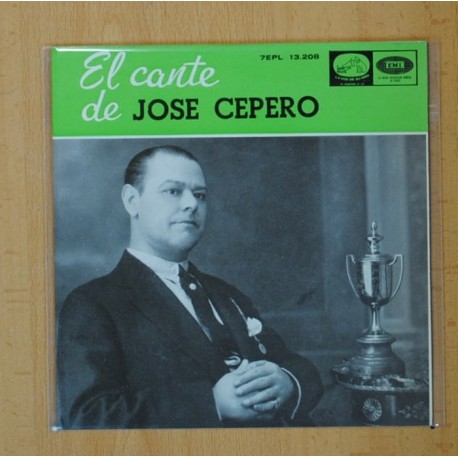 7EPL 13.208
El cante
de JOSE CEPERO
EMI